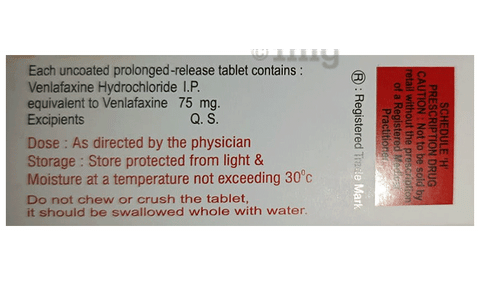 Each uncoated prolonged-release tablet contains :
Venlafaxine Hydrochloride I.P.
equivalent to Venlafaxine 75 mg.
Excipients Q. S.
Dose : As directed by the physician
Storage : Store protected from light &
Moisture at a temperature not exceeding 30°c
Do not chew or crush the tablet,
it should be swallowed whole with water.
Ⓡ : Registered Trade Mark
SCHEDULE 'H'
PRESCRIPTION DRUG
CAUTION : Not to be sold by
retail without the prescription
of a Registered Medical
Practitioner